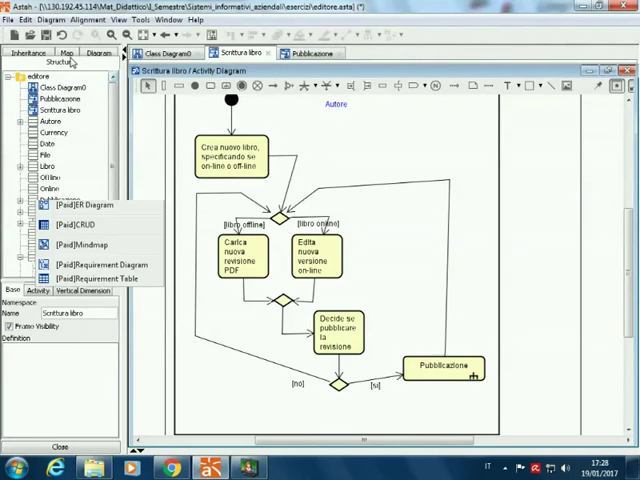 Astah - [\\130.192.45.114\Mat_Didattico\I_Semestre\Sistemi_informativi_aziendali\esercizi\editore.asta]
File Edit Diagram Alignment View Tools Window Help
Inheritance Map Diagram
Structure
Class Diagram0 Scrittura libro Pubblicazione
Scrittura libro / Activity Diagram
editore
Class Diagram0
Pubblicazione
Scrittura libro
Autore
Currency
Date
File
Libro
Offline
Online
[Paid]ER Diagram
[Paid]CRUD
[Paid]Mindmap
[Paid]Requirement Diagram
[Paid]Requirement Table
Base Activity Vertical Dimension
Namespace
Name Scrittura libro
Frame Visibility
Definition
Close
Autore
Crea nuovo libro,
specificando se
on-line o off-line
[libro offline] [libro online]
Carica
nuova
revisione
PDF
Edita
nuova
versione
on-line
Decide se
pubblicare
la
revisione
Pubblicazione
[no] [si]
IT 17:28
19/01/2017